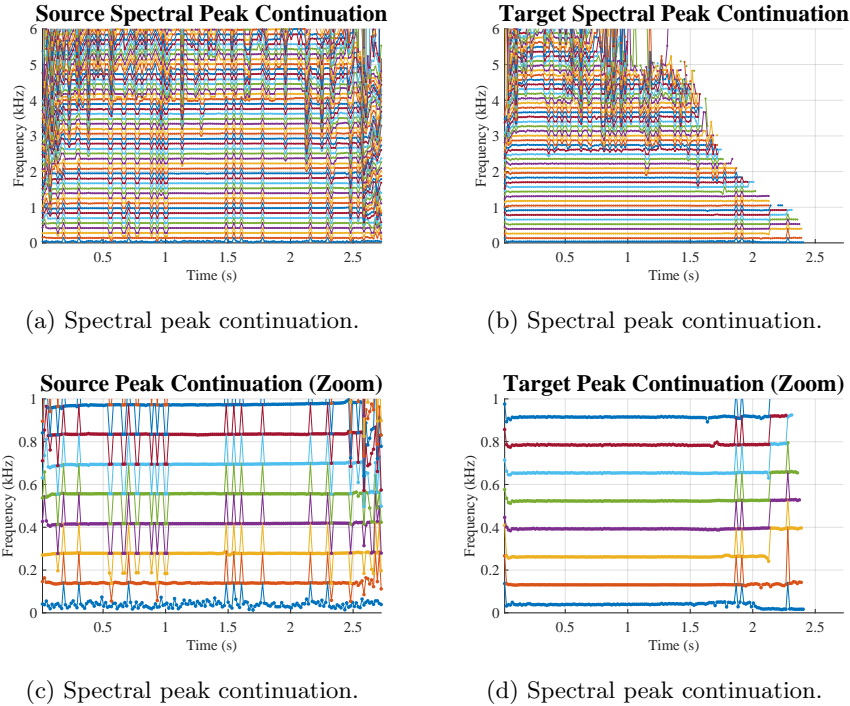 Source Spectral Peak Continuation
Frequency (kHz)
6
5
4
3
2
1
0
0.5 1 1.5 2 2.5
Time (s)
(a) Spectral peak continuation.
Target Spectral Peak Continuation
Frequency (kHz)
6
5
4
3
2
1
0
0.5 1 1.5 2 2.5
Time (s)
(b) Spectral peak continuation.
Source Peak Continuation (Zoom)
Frequency (kHz)
1
0.8
0.6
0.4
0.2
0
0.5 1 1.5 2 2.5
Time (s)
(c) Spectral peak continuation.
Target Peak Continuation (Zoom)
Frequency (kHz)
1
0.8
0.6
0.4
0.2
0
0.5 1 1.5 2 2.5
Time (s)
(d) Spectral peak continuation.